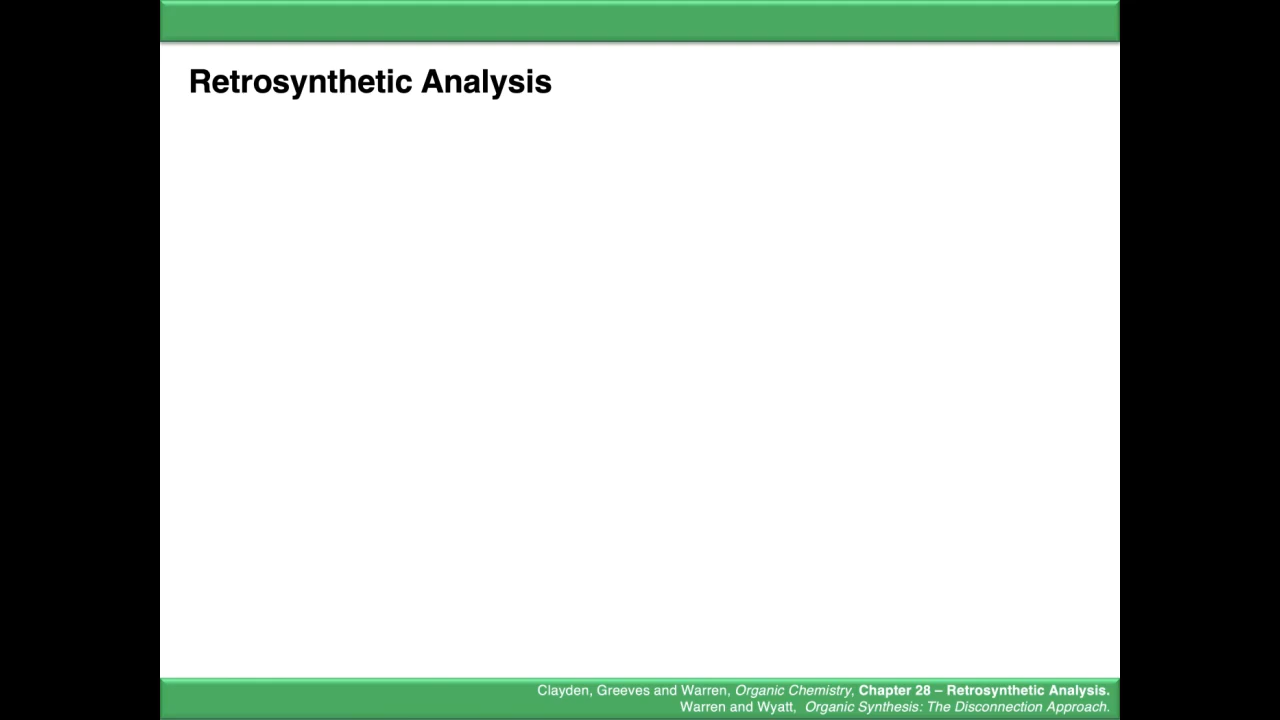 Retrosynthetic Analysis
Clayden, Greeves and Warren, Organic Chemistry, Chapter 28 – Retrosynthetic Analysis.
Warren and Wyatt, Organic Synthesis: The Disconnection Approach.